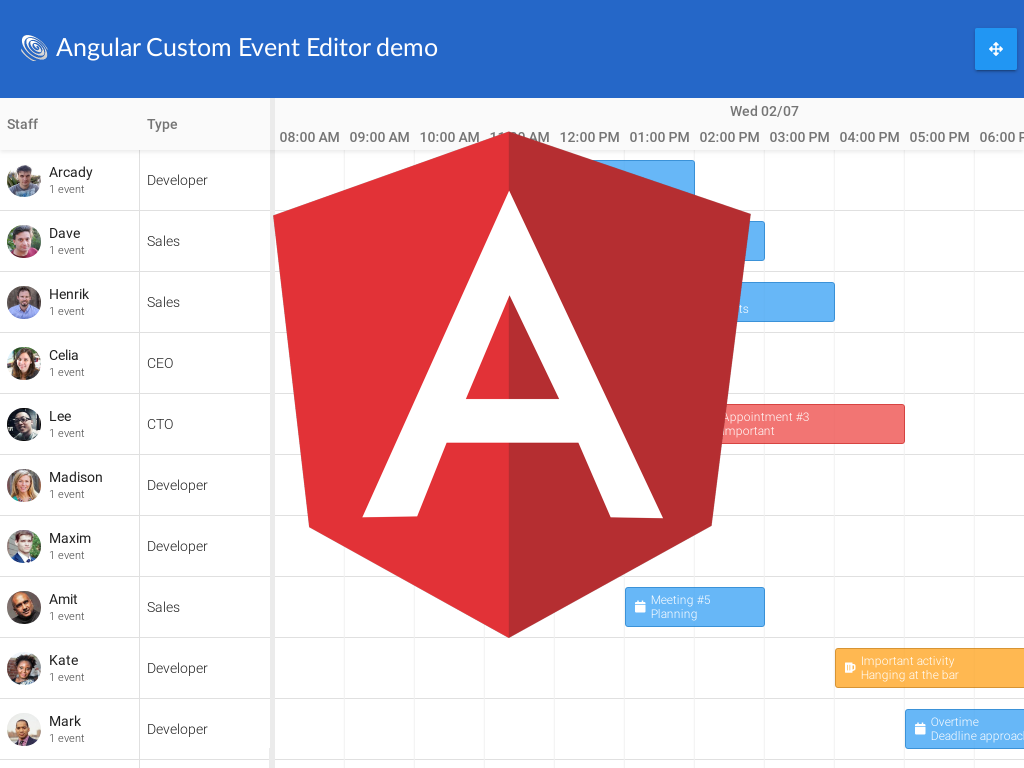 Angular Custom Event Editor demo
Staff
Type
Wed 02/07
08:00 AM 09:00 AM 10:00 AM AM 12:00 PM 01:00 PM 02:00 PM 03:00 PM 04:00 PM 05:00 PM 06:00
Arcady
1 event
Developer
Dave
1 event
Sales
Henrik
1 event
Sales
ts
Celia
1 event
CEO
Lee
1 event
CTO
Appointment #3
mportant
Madison
1 event
Developer
Maxim
1 event
Developer
Amit
1 event
Sales
Meeting #5
Planning
Kate
1 event
Developer
Important activity
Hanging at the bar
Mark
1 event
Developer
Overtime
Deadline approac
A